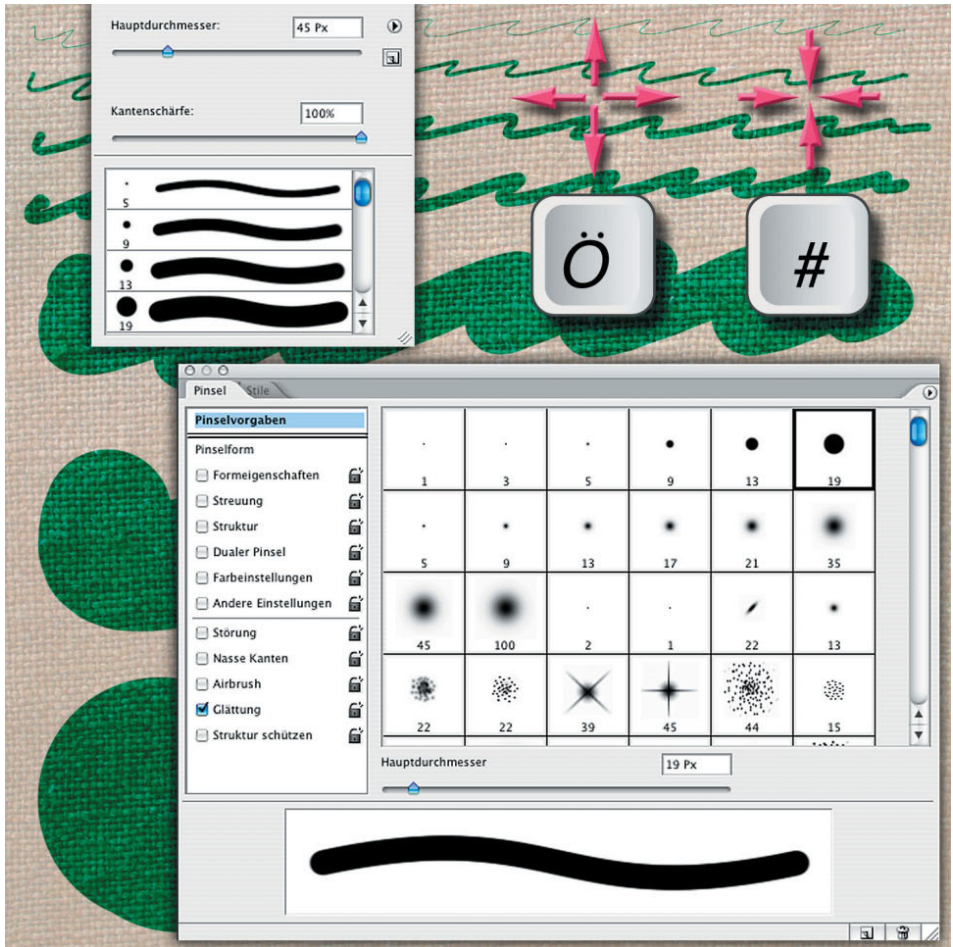 Hauptdurchmesser: 45 Px
Kantenschärfe: 100%
5
9
13
19
Ö #
Pinsel Stile
Pinselvorgaben
Pinselform
Formeigenschaften
Streuung
Struktur
Dualer Pinsel
Farbeinstellungen
Andere Einstellungen
Störung
Nasse Kanten
Airbrush
Glättung
Struktur schützen
1 3 5 9 13 19
5 9 13 17 21 35
45 100 2 1 22 13
22 22 39 45 44 15
Hauptdurchmesser 19 Px